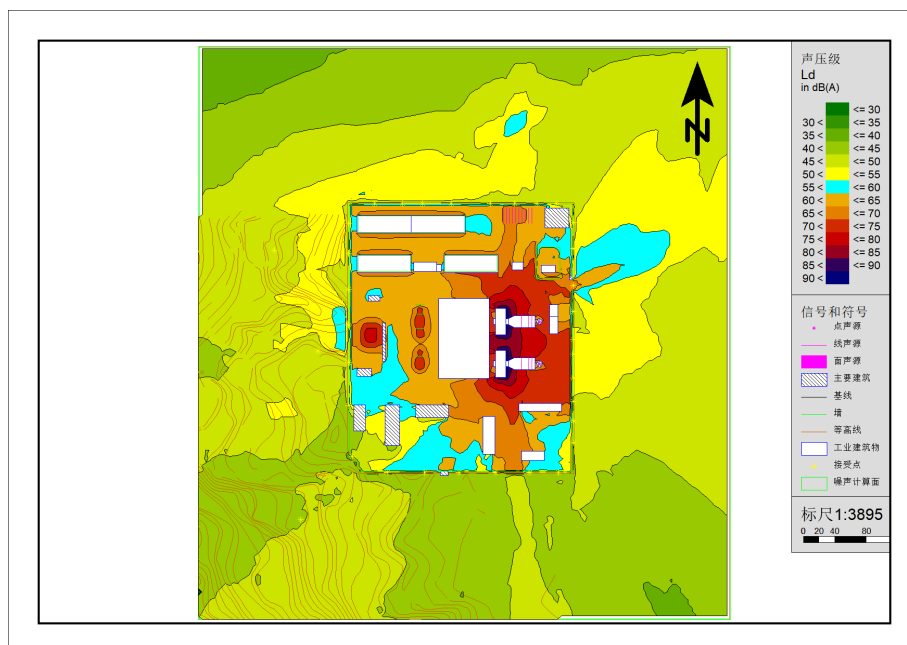 N
声压级
Ld
in dB(A)
<= 30
30 < <= 35
35 < <= 40
40 < <= 45
45 < <= 50
50 < <= 55
55 < <= 60
60 < <= 65
65 < <= 70
70 < <= 75
75 < <= 80
80 < <= 85
85 < <= 90
90 <
信号和符号
点声源
线声源
面声源
主要建筑
基线
墙
等高线
工业建筑物
接受点
噪声计算面
标尺1:3895
0 20 40 80